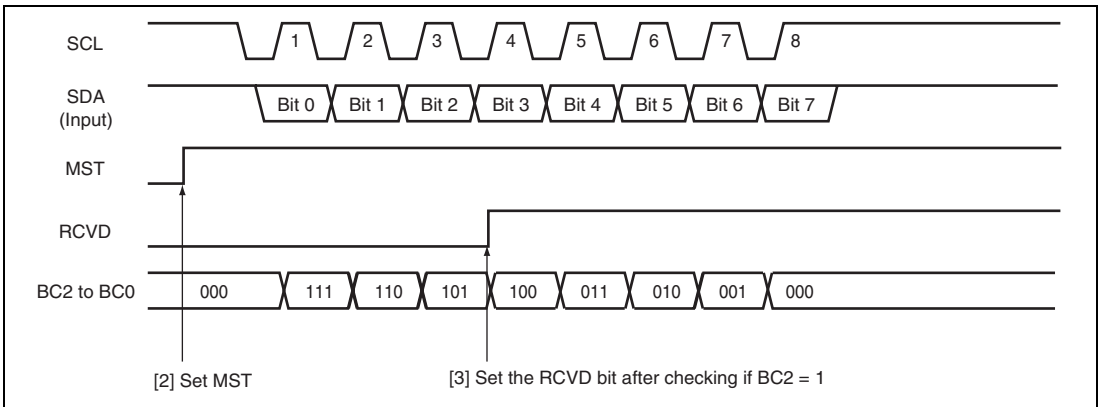 SCL 1 2 3 4 5 6 7 8
SDA
(Input) Bit 0 Bit 1 Bit 2 Bit 3 Bit 4 Bit 5 Bit 6 Bit 7
MST
RCVD
BC2 to BC0 000 111 110 101 100 011 010 001 000
[2] Set MST [3] Set the RCVD bit after checking if BC2 = 1